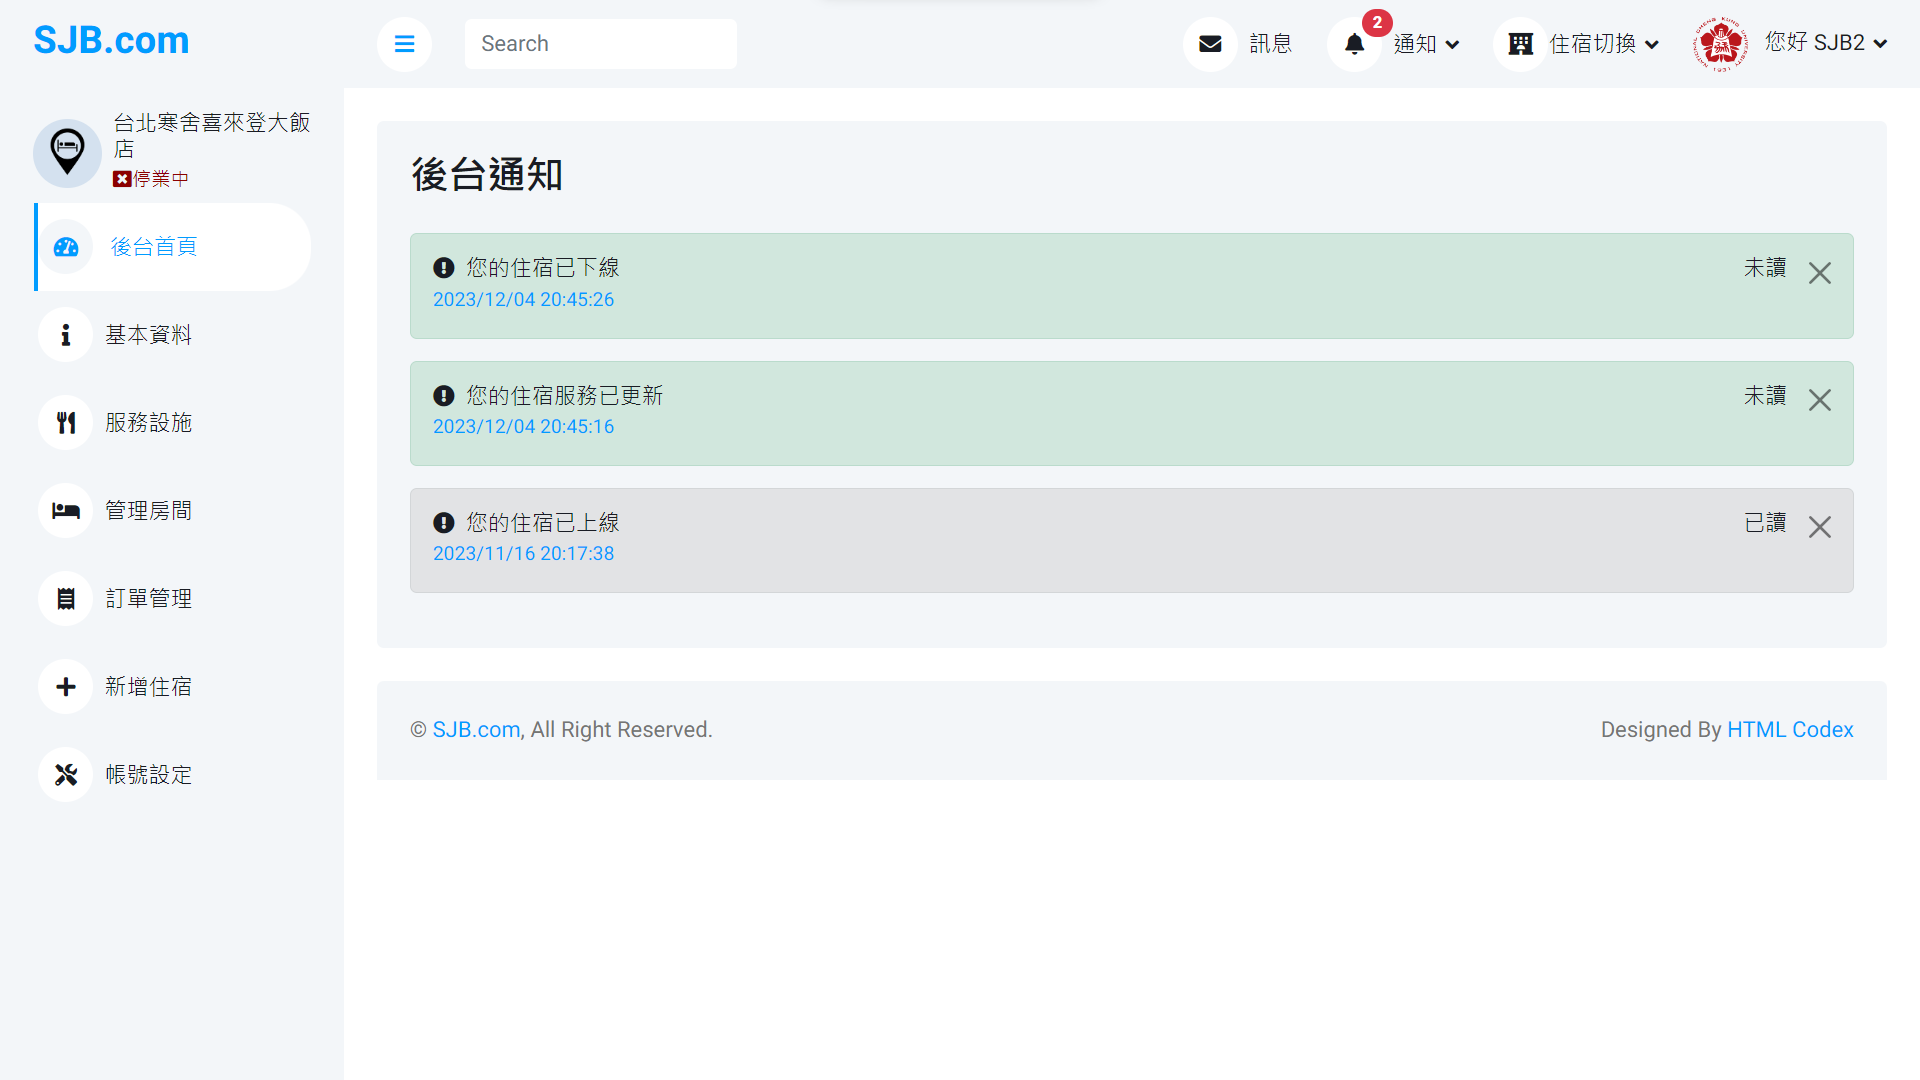 SJB.com
Search
訊息
2
通知
住宿切換
您好 SJB2
台北寒舍喜來登大飯
店
停業中
後台首頁
基本資料
服務設施
管理房間
訂單管理
新增住宿
帳號設定
後台通知
您的住宿已下線
未讀
2023/12/04 20:45:26
您的住宿服務已更新
未讀
2023/12/04 20:45:16
您的住宿已上線
已讀
2023/11/16 20:17:38
© SJB.com, All Right Reserved.
Designed By HTML Codex